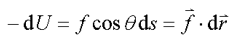 −dU = f cos θ ds = f⃗ · dr⃗